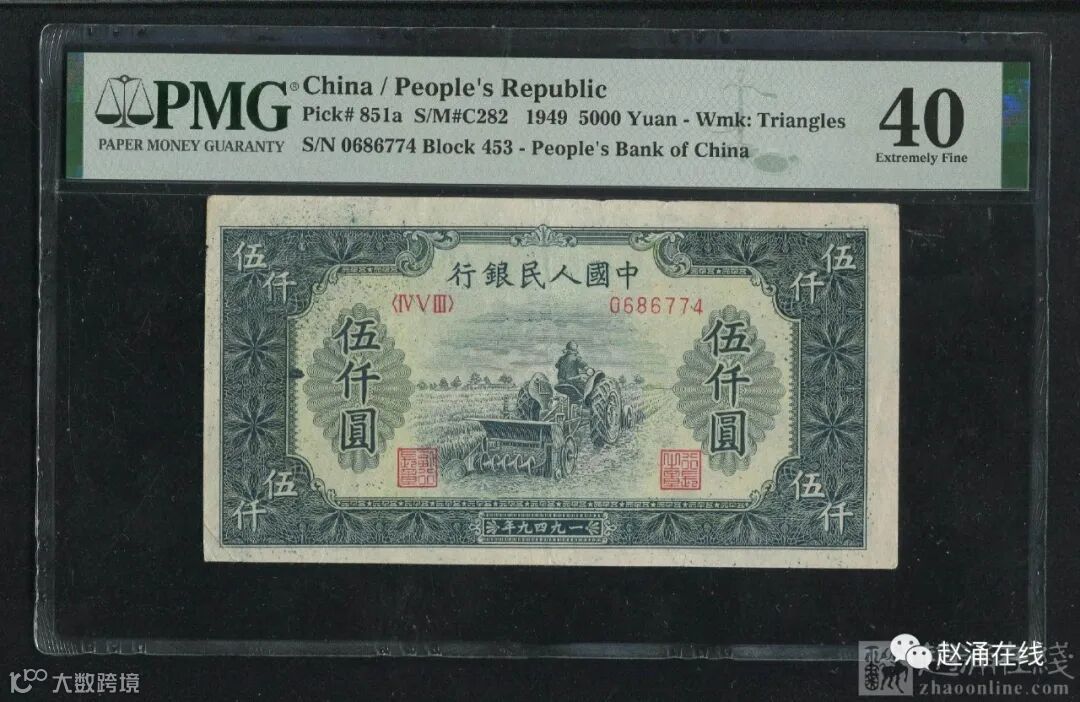 PMG®
PAPER MONEY GUARANTY
China / People's Republic
Pick# 851a S/M#C282 1949 5000 Yuan - Wmk: Triangles
S/N 0686774 Block 453 - People's Bank of China
40
Extremely Fine
伍仟
伍仟
中國人民銀行
〈ⅣⅤⅢ〉
0686774
伍仟圓
伍仟圓
伍仟
伍仟
一九四九年
赵涌在线
zhaoonline.com
大数跨境